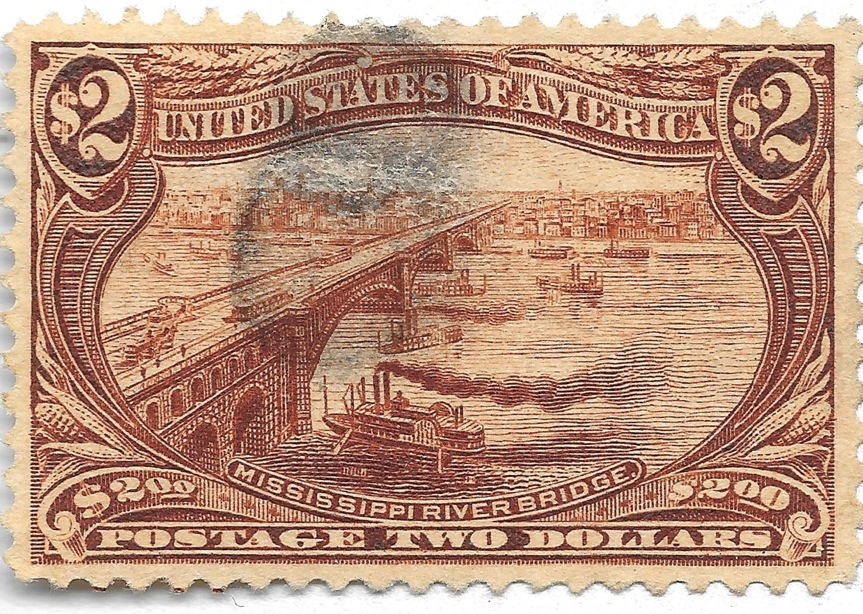 $2 UNITED STATES OF AMERICA $2
MISSISSIPPI RIVER BRIDGE.
$2.00 $2.00
POSTAGE TWO DOLLARS